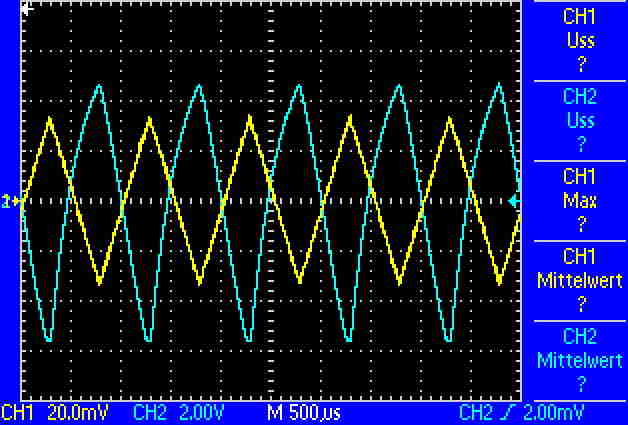 CH1
Uss
?
CH2
Uss
?
CH1
Max
?
CH1
Mittelwert
?
CH2
Mittelwert
?
CH1 20.0mV CH2 2.00V M 500µs CH2 2.00mV